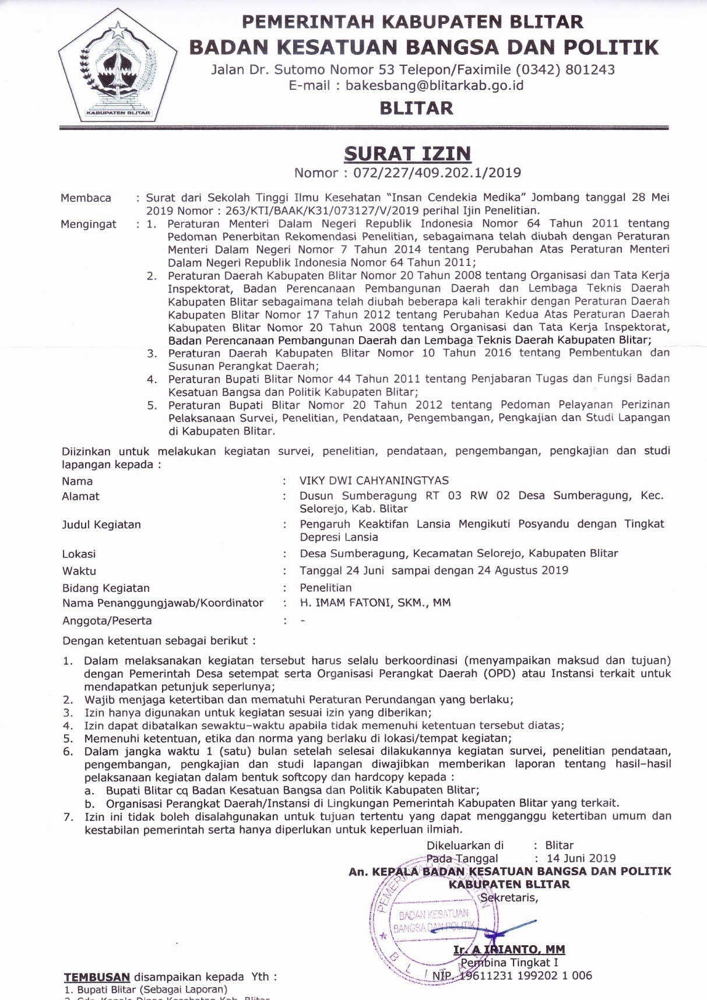 PEMERINTAH KABUPATEN BLITAR
BADAN KESATUAN BANGSA DAN POLITIK
Jalan Dr. Sutomo Nomor 53 Telepon/Faximile (0342) 801243
E-mail : bakesbang@blitarkab.go.id
BLITAR
KABUPATEN BLITAR
SURAT IZIN
Nomor : 072/227/409.202.1/2019
Membaca : Surat dari Sekolah Tinggi Ilmu Kesehatan “Insan Cendekia Medika” Jombang tanggal 28 Mei
2019 Nomor : 263/KTI/BAAK/K31/073127/V/2019 perihal Ijin Penelitian.
Mengingat : 1. Peraturan Menteri Dalam Negeri Republik Indonesia Nomor 64 Tahun 2011 tentang
Pedoman Penerbitan Rekomendasi Penelitian, sebagaimana telah diubah dengan Peraturan
Menteri Dalam Negeri Nomor 7 Tahun 2014 tentang Perubahan Atas Peraturan Menteri
Dalam Negeri Republik Indonesia Nomor 64 Tahun 2011;
2. Peraturan Daerah Kabupaten Blitar Nomor 20 Tahun 2008 tentang Organisasi dan Tata Kerja
Inspektorat, Badan Perencanaan Pembangunan Daerah dan Lembaga Teknis Daerah
Kabupaten Blitar sebagaimana telah diubah beberapa kali terakhir dengan Peraturan Daerah
Kabupaten Blitar Nomor 17 Tahun 2012 tentang Perubahan Kedua Atas Peraturan Daerah
Kabupaten Blitar Nomor 20 Tahun 2008 tentang Organisasi dan Tata Kerja Inspektorat,
Badan Perencanaan Pembangunan Daerah dan Lembaga Teknis Daerah Kabupaten Blitar;
3. Peraturan Daerah Kabupaten Blitar Nomor 10 Tahun 2016 tentang Pembentukan dan
Susunan Perangkat Daerah;
4. Peraturan Bupati Blitar Nomor 44 Tahun 2011 tentang Penjabaran Tugas dan Fungsi Badan
Kesatuan Bangsa dan Politik Kabupaten Blitar;
5. Peraturan Bupati Blitar Nomor 20 Tahun 2012 tentang Pedoman Pelayanan Perizinan
Pelaksanaan Survei, Penelitian, Pendataan, Pengembangan, Pengkajian dan Studi Lapangan
di Kabupaten Blitar.
Diizinkan untuk melakukan kegiatan survei, penelitian, pendataan, pengembangan, pengkajian dan studi
lapangan kepada :
Nama : VIKY DWI CAHYANINGTYAS
Alamat : Dusun Sumberagung RT 03 RW 02 Desa Sumberagung, Kec.
Selorejo, Kab. Blitar
Judul Kegiatan : Pengaruh Keaktifan Lansia Mengikuti Posyandu dengan Tingkat
Depresi Lansia
Lokasi : Desa Sumberagung, Kecamatan Selorejo, Kabupaten Blitar
Waktu : Tanggal 24 Juni sampai dengan 24 Agustus 2019
Bidang Kegiatan : Penelitian
Nama Penanggungjawab/Koordinator : H. IMAM FATONI, SKM., MM
Anggota/Peserta : -
Dengan ketentuan sebagai berikut :
1. Dalam melaksanakan kegiatan tersebut harus selalu berkoordinasi (menyampaikan maksud dan tujuan)
dengan Pemerintah Desa setempat serta Organisasi Perangkat Daerah (OPD) atau Instansi terkait untuk
mendapatkan petunjuk seperlunya;
2. Wajib menjaga ketertiban dan mematuhi Peraturan Perundangan yang berlaku;
3. Izin hanya digunakan untuk kegiatan sesuai izin yang diberikan;
4. Izin dapat dibatalkan sewaktu–waktu apabila tidak memenuhi ketentuan tersebut diatas;
5. Memenuhi ketentuan, etika dan norma yang berlaku di lokasi/tempat kegiatan;
6. Dalam jangka waktu 1 (satu) bulan setelah selesai dilakukannya kegiatan survei, penelitian pendataan,
pengembangan, pengkajian dan studi lapangan diwajibkan memberikan laporan tentang hasil–hasil
pelaksanaan kegiatan dalam bentuk softcopy dan hardcopy kepada :
a. Bupati Blitar cq Badan Kesatuan Bangsa dan Politik Kabupaten Blitar;
b. Organisasi Perangkat Daerah/Instansi di Lingkungan Pemerintah Kabupaten Blitar yang terkait.
7. Izin ini tidak boleh disalahgunakan untuk tujuan tertentu yang dapat mengganggu ketertiban umum dan
kestabilan pemerintah serta hanya diperlukan untuk keperluan ilmiah.
Dikeluarkan di : Blitar
Pada Tanggal : 14 Juni 2019
An. KEPALA BADAN KESATUAN BANGSA DAN POLITIK
KABUPATEN BLITAR
Sekretaris,
PEMERINTAH KABUPATEN
BADAN KESATUAN
BANGSA DAN POLITIK
BLITAR
Ir. A IRIANTO, MM
Pembina Tingkat I
NIP. 19611231 199202 1 006
TEMBUSAN disampaikan kepada Yth :
1. Bupati Blitar (Sebagai Laporan)